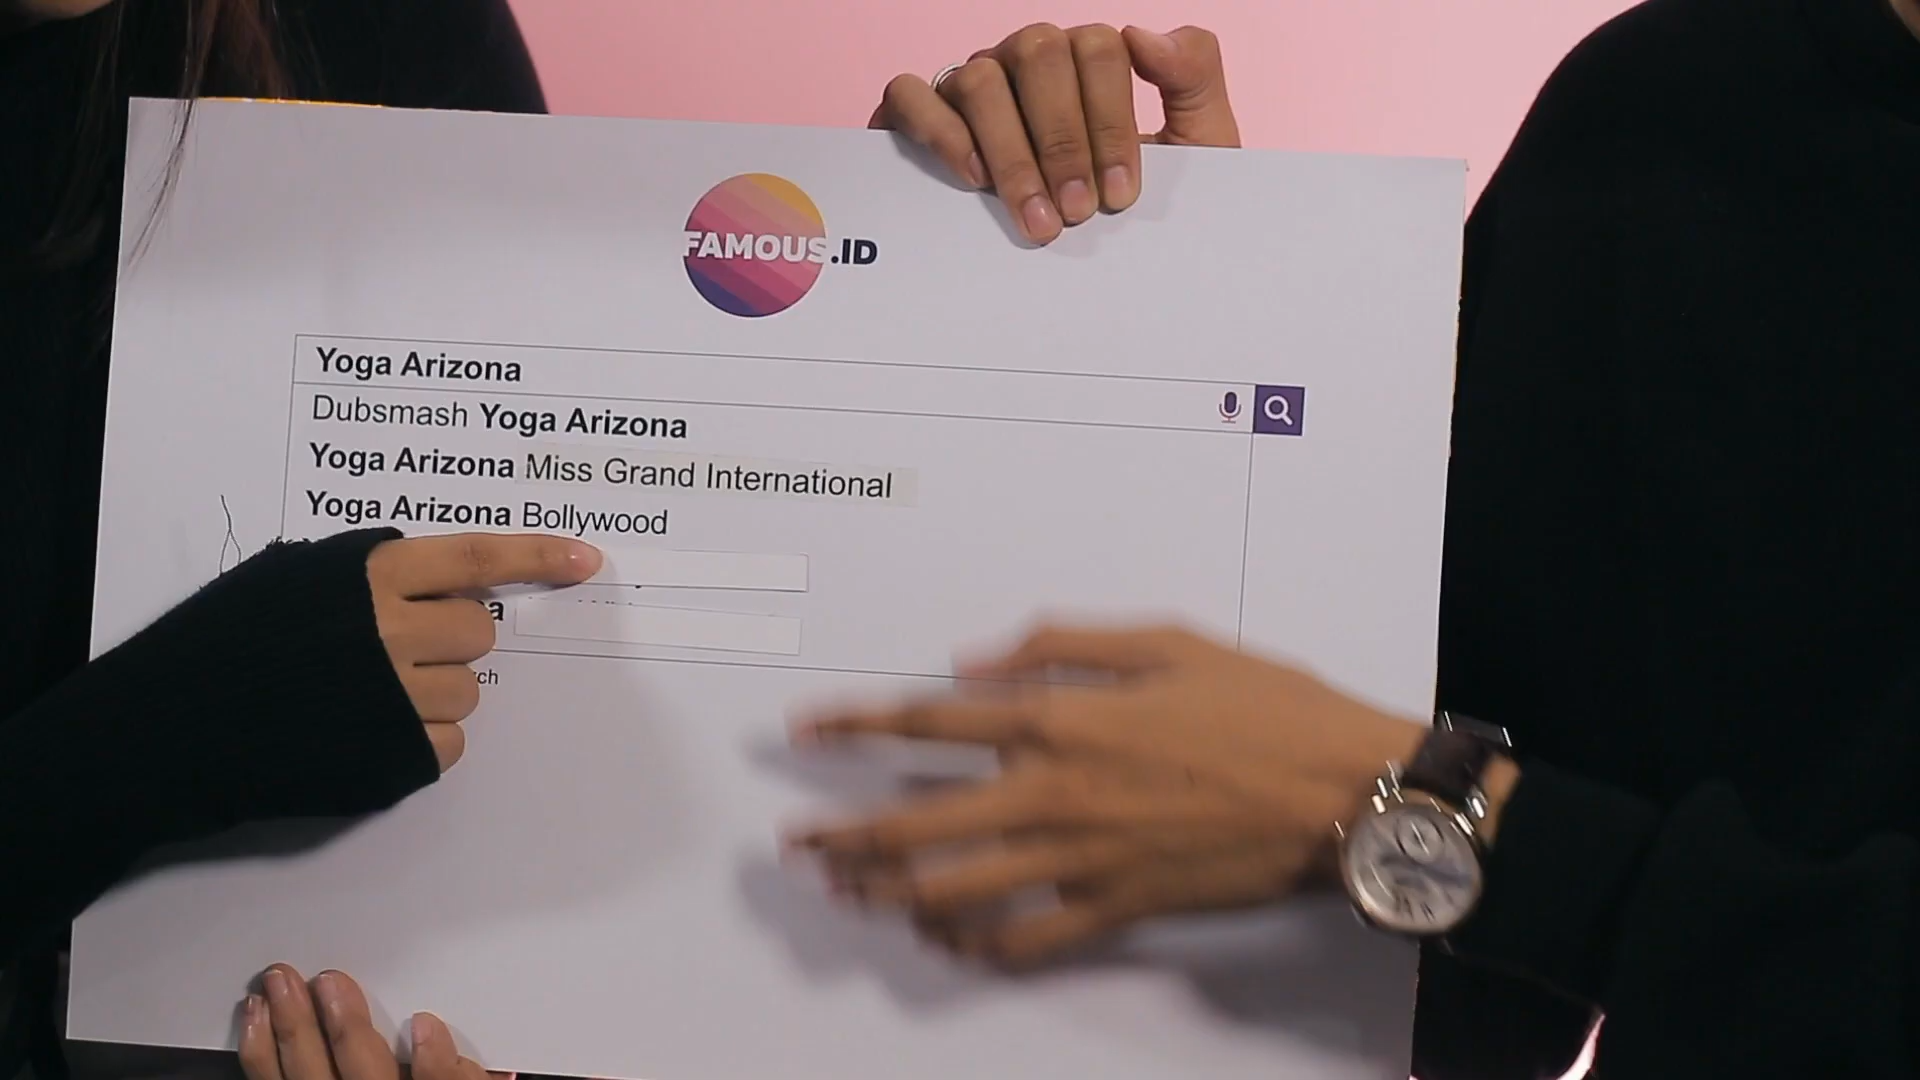 FAMOUS.ID
Yoga Arizona
Dubsmash Yoga Arizona
Yoga Arizona Miss Grand International
Yoga Arizona Bollywood